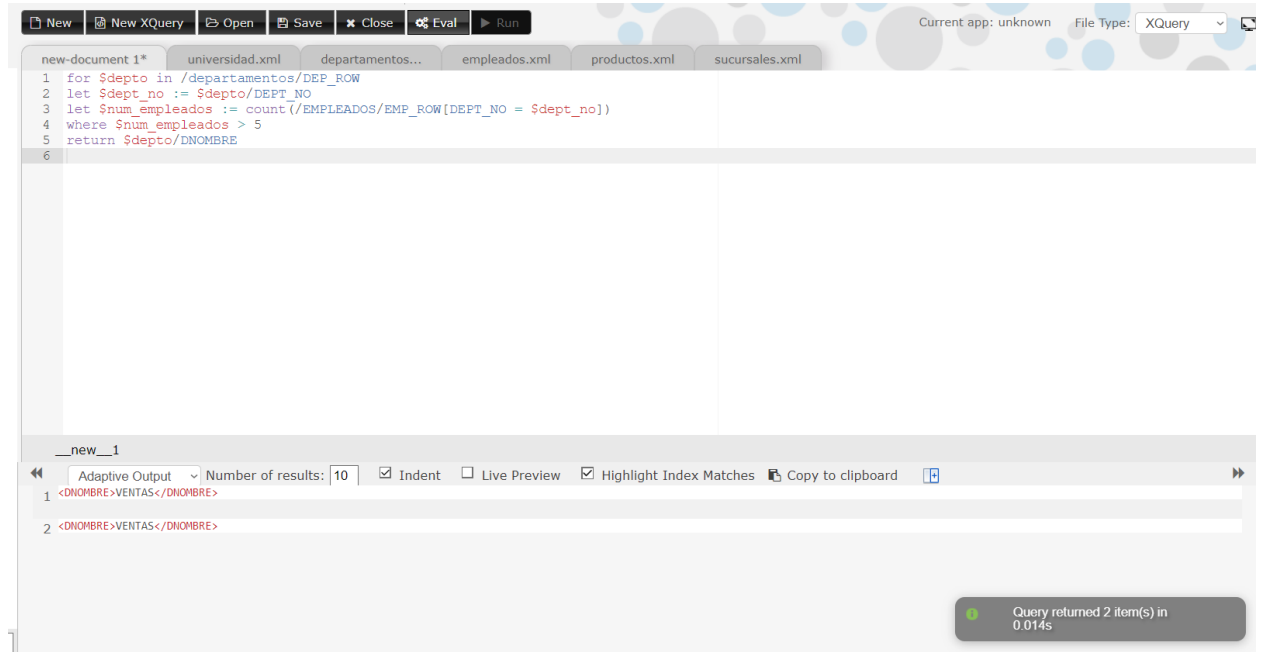 New New XQuery Open Save Close Eval Run Current app: unknown File Type: XQuery
new-document 1* universidad.xml departamentos... empleados.xml productos.xml sucursales.xml
1 for $depto in /departamentos/DEP_ROW
2 let $dept_no := $depto/DEPT_NO
3 let $num_empleados := count(/EMPLEADOS/EMP_ROW[DEPT_NO = $dept_no])
4 where $num_empleados > 5
5 return $depto/DNOMBRE
6
__new__1
Adaptive Output Number of results: 10 Indent Live Preview Highlight Index Matches Copy to clipboard
1 <DNOMBRE>VENTAS</DNOMBRE>
2 <DNOMBRE>VENTAS</DNOMBRE>
Query returned 2 item(s) in
0.014s